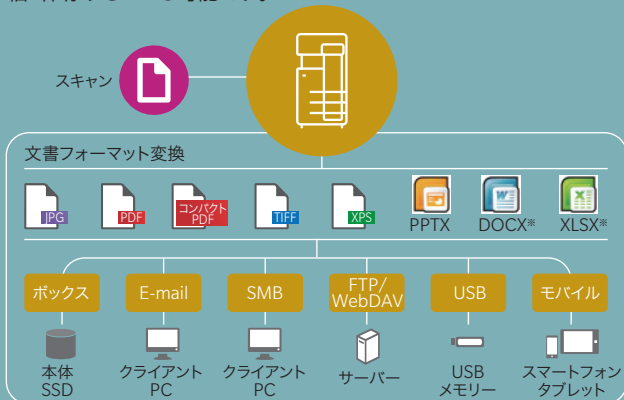 スキャン
文書フォーマット変換
JPG
PDF
コンパクト
PDF
TIFF
XPS
PPTX
DOCX※
XLSX※
ボックス
E-mail
SMB
FTP/
WebDAV
USB
モバイル
本体
SSD
クライアント
PC
クライアント
PC
サーバー
USB
メモリー
スマートフォン
タブレット